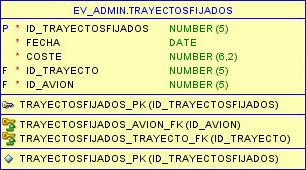 EV_ADMIN.TRAYECTOSFIJADOS
P * ID_TRAYECTOSFIJADOS NUMBER (5)
* FECHA DATE
* COSTE NUMBER (6,2)
F * ID_TRAYECTO NUMBER (5)
F * ID_AVION NUMBER (5)
TRAYECTOSFIJADOS_PK (ID_TRAYECTOSFIJADOS)
TRAYECTOSFIJADOS_AVION_FK (ID_AVION)
TRAYECTOSFIJADOS_TRAYECTO_FK (ID_TRAYECTO)
TRAYECTOSFIJADOS_PK (ID_TRAYECTOSFIJADOS)